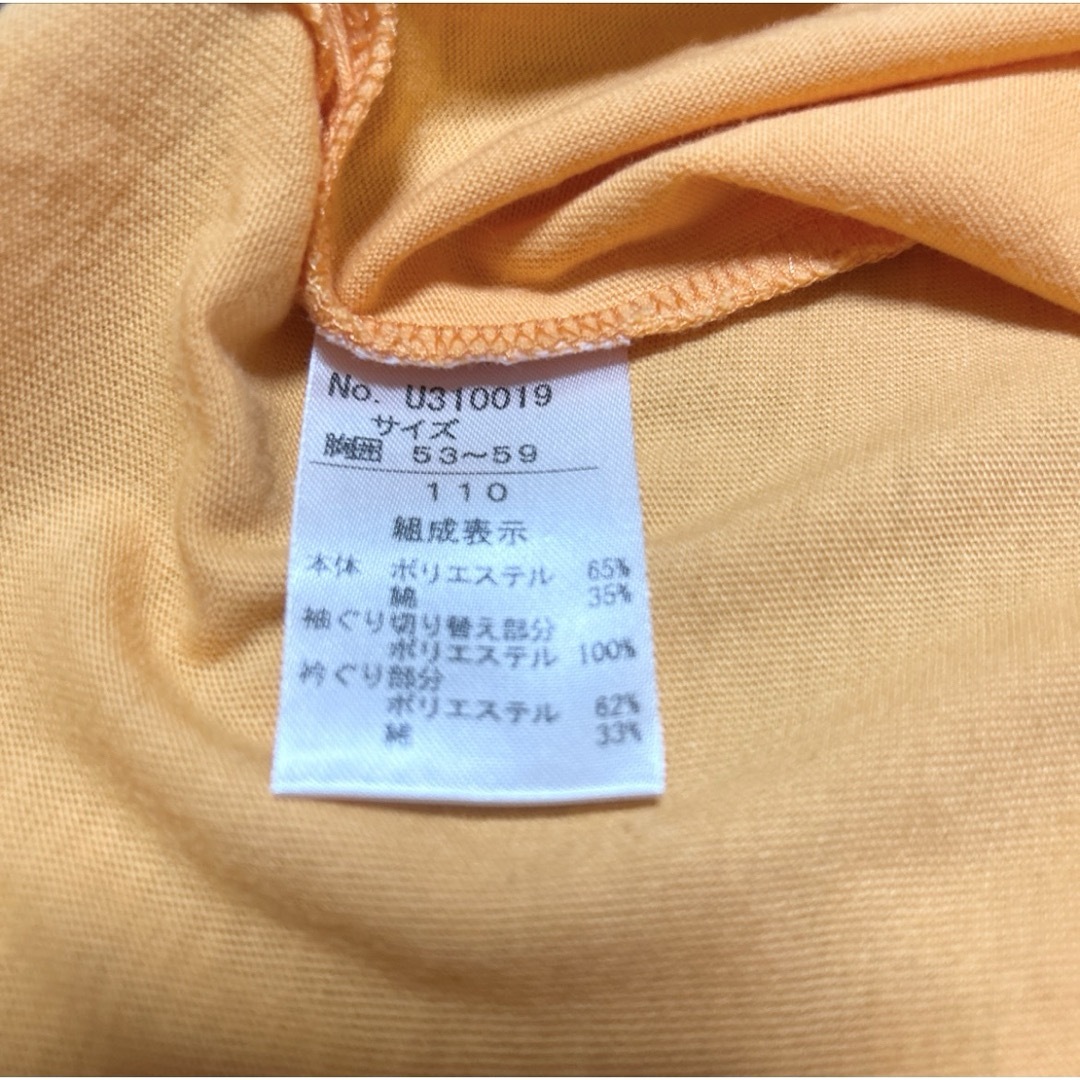 No. U310019
サイズ
胸囲 53～59
110
組成表示
本体 ポリエステル 65%
綿 35%
袖ぐり切り替え部分
ポリエステル 100%
衿ぐり部分
ポリエステル 62%
綿 33%